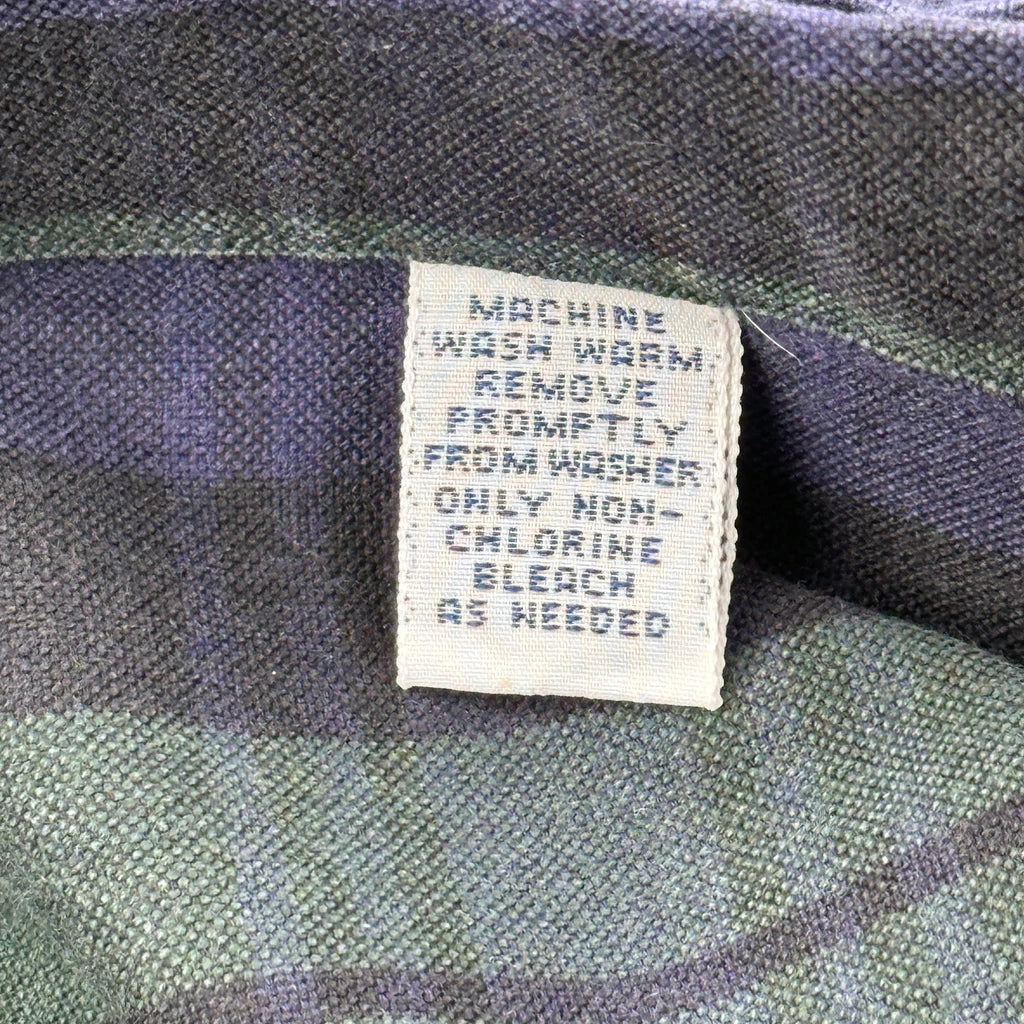 MACHINE
WASH WARM
REMOVE
PROMPTLY
FROM WASHER
ONLY NON-
CHLORINE
BLEACH
AS NEEDED